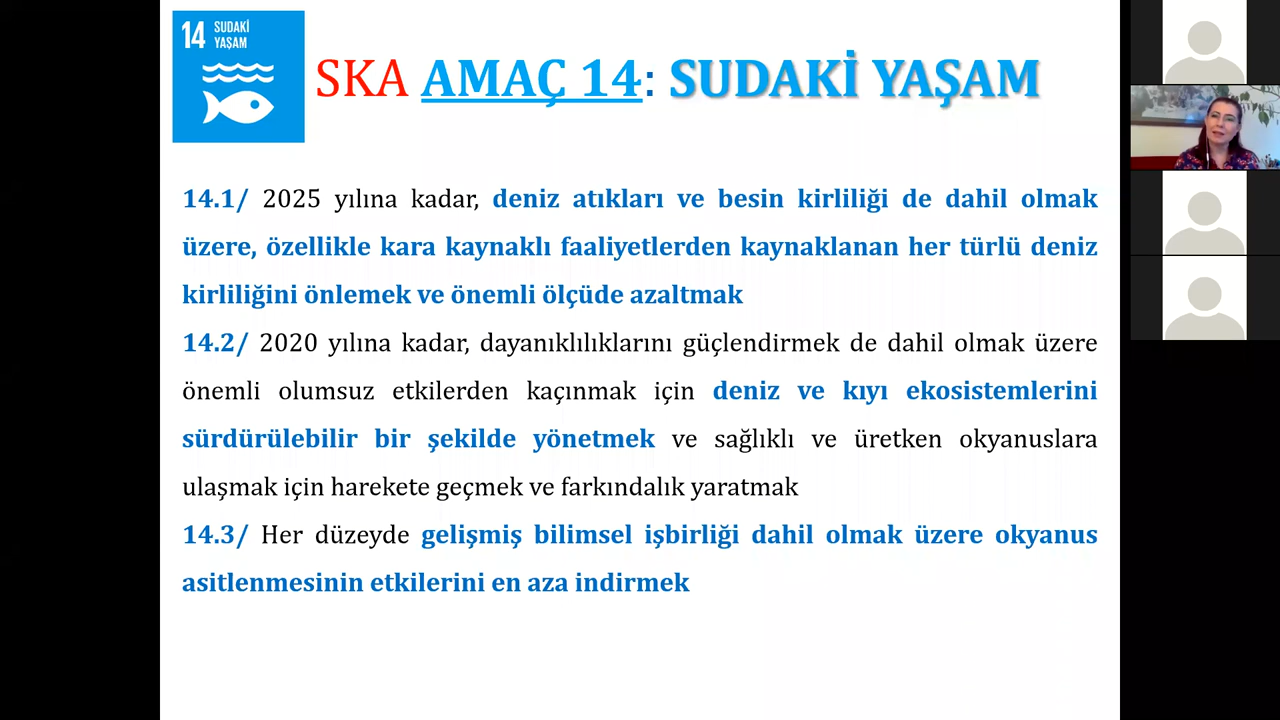 14 SUDAKİ
YAŞAM
SKA AMAÇ 14: SUDAKİ YAŞAM
14.1/ 2025 yılına kadar, deniz atıkları ve besin kirliliği de dahil olmak
üzere, özellikle kara kaynaklı faaliyetlerden kaynaklanan her türlü deniz
kirliliğini önlemek ve önemli ölçüde azaltmak
14.2/ 2020 yılına kadar, dayanıklılıklarını güçlendirmek de dahil olmak üzere
önemli olumsuz etkilerden kaçınmak için deniz ve kıyı ekosistemlerini
sürdürülebilir bir şekilde yönetmek ve sağlıklı ve üretken okyanuslara
ulaşmak için harekete geçmek ve farkındalık yaratmak
14.3/ Her düzeyde gelişmiş bilimsel işbirliği dahil olmak üzere okyanus
asitlenmesinin etkilerini en aza indirmek